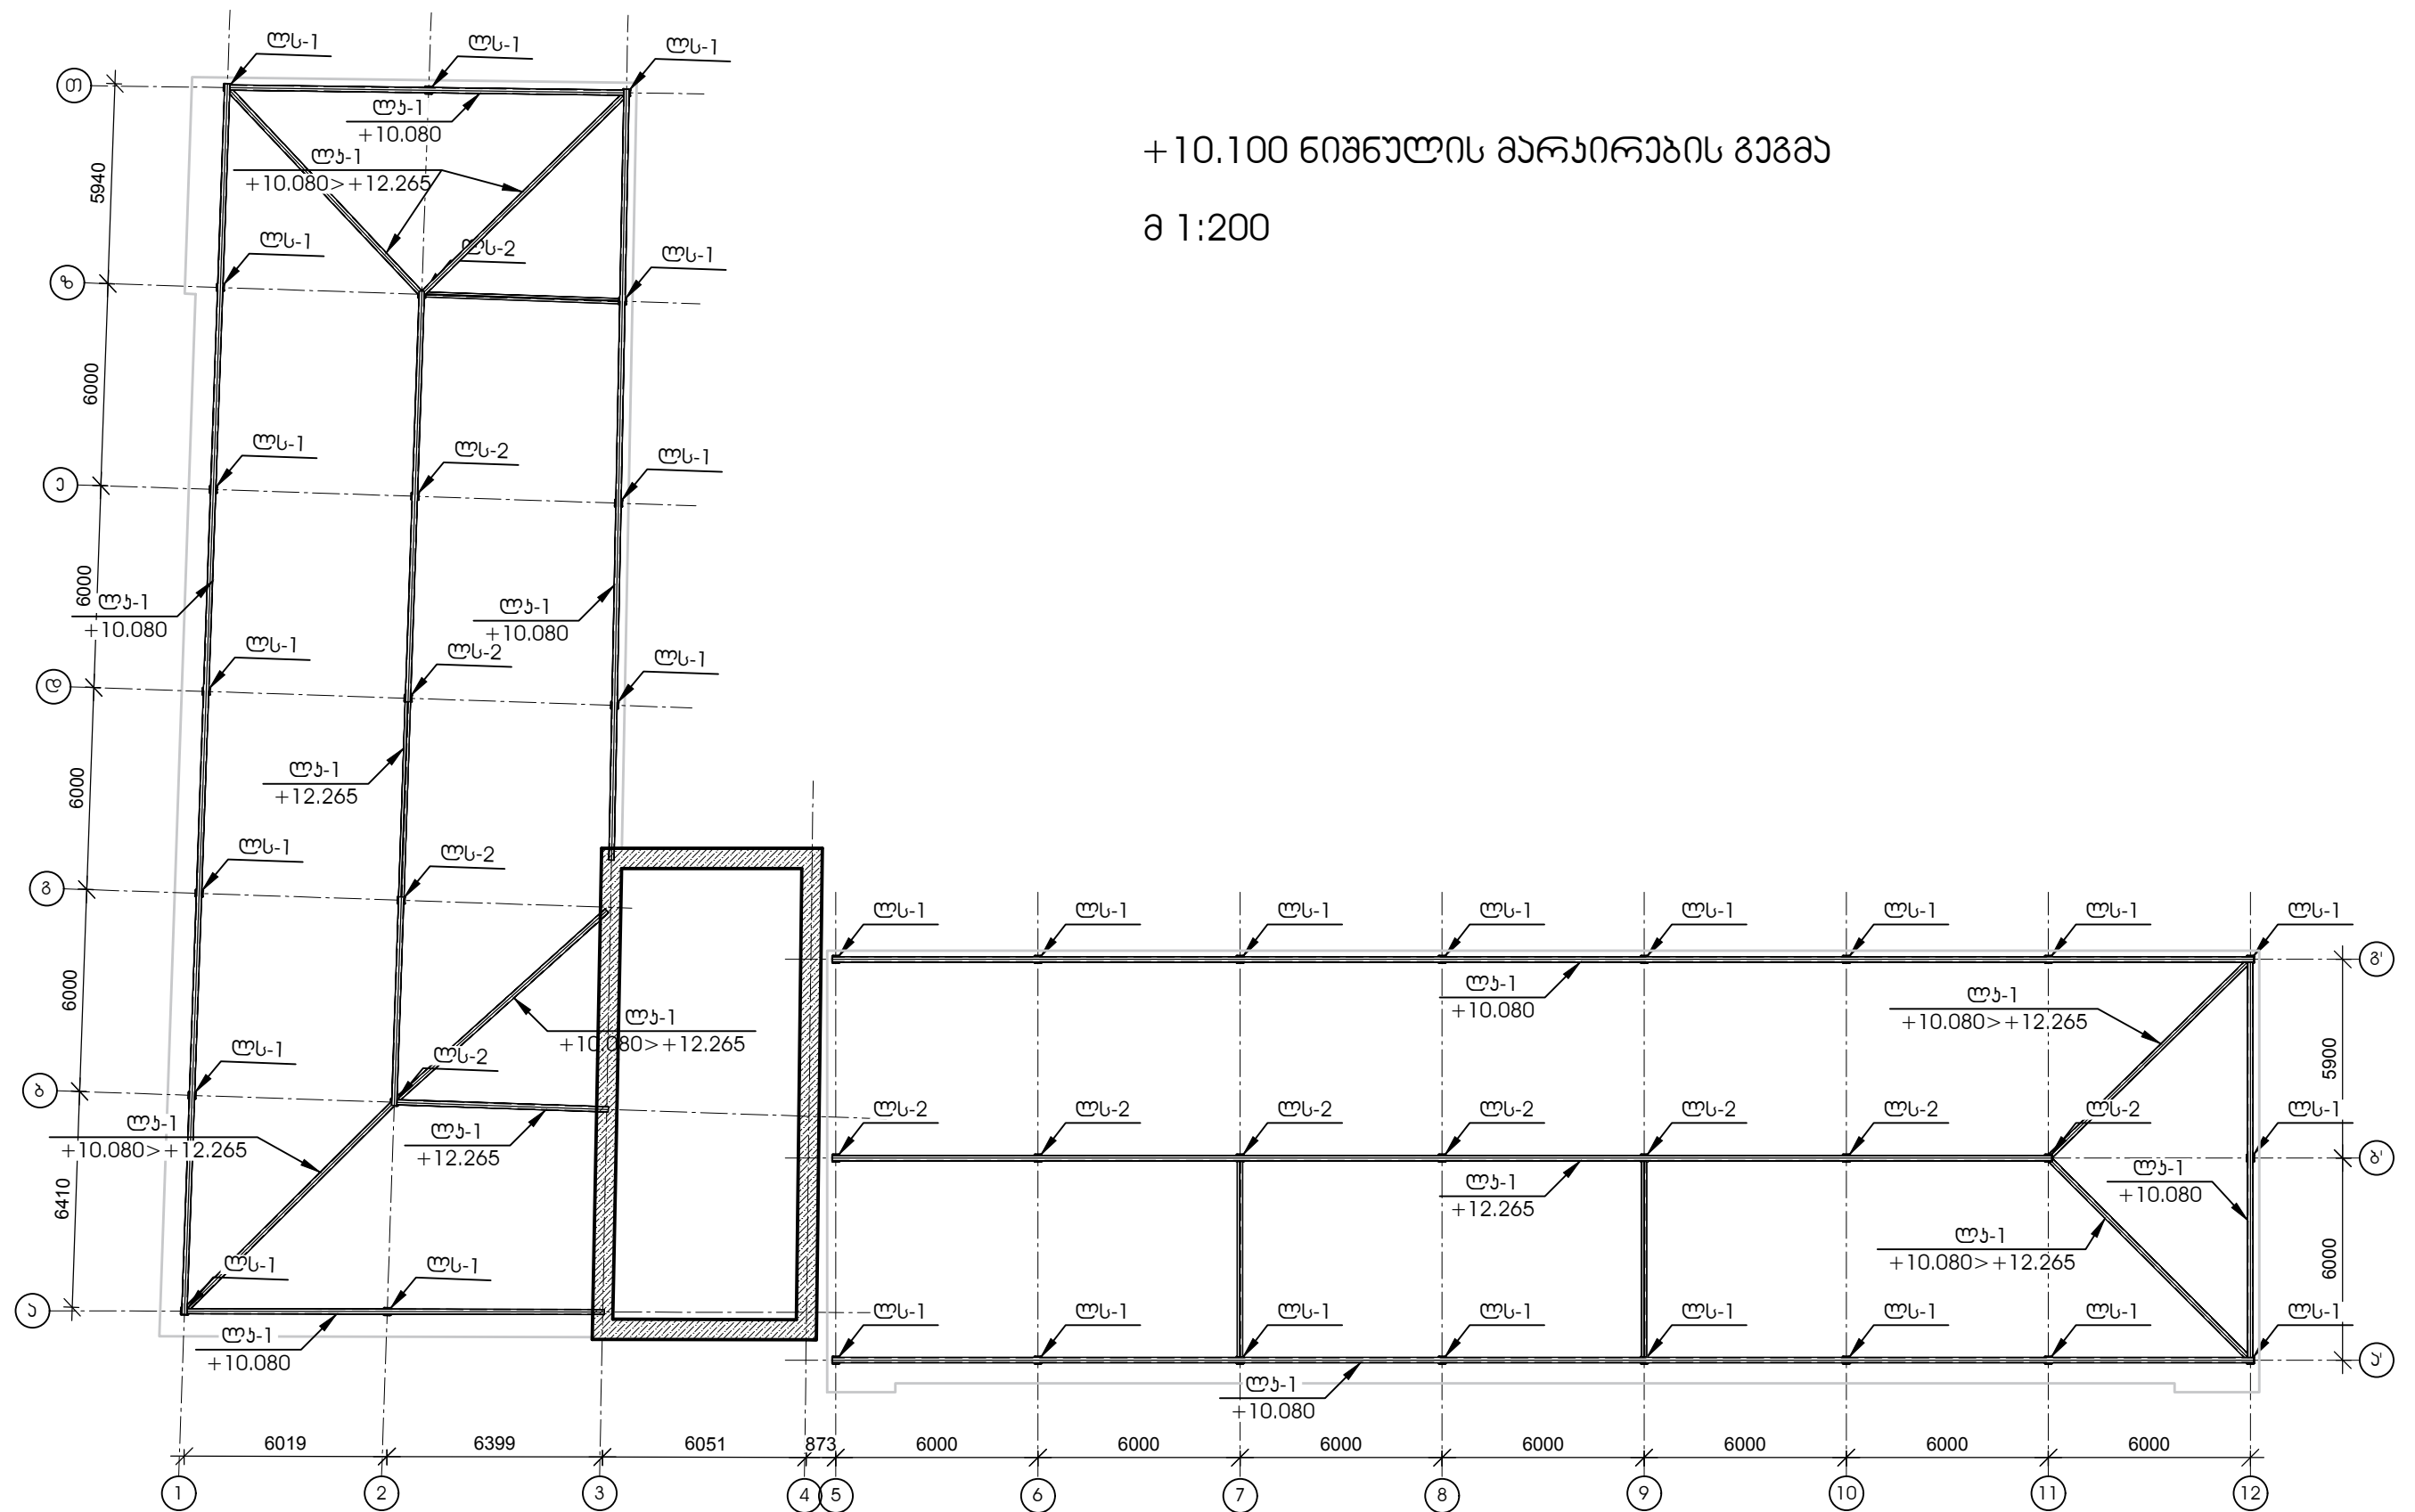 ლს-1
ლს-1
ლს-1
თ
ლკ-1
+10.080
+10.100 ნიშნულის მარკირების გეგმა
ლკ-1
+10.080>+12.265
5940
მ 1:200
ლს-1
ლს-2
ლს-1
ზ
6000
ლს-1
ლს-2
ლს-1
ე
6000
ლკ-1
+10.080
ლკ-1
+10.080
ლს-1
ლს-2
ლს-1
დ
6000
ლკ-1
+12.265
ლს-1
ლს-2
გ
ლს-1
ლს-1
ლს-1
ლს-1
ლს-1
ლს-1
ლს-1
ლს-1
გ'
6000
ლკ-1
+10.080
ლკ-1
+10.080>+12.265
ლკ-1
+10.080>+12.265
5900
ლს-1
ლს-2
ბ
ლს-2
ლს-2
ლს-2
ლს-2
ლს-2
ლს-2
ლს-2
ლს-1
ბ'
ლკ-1
+10.080>+12.265
ლკ-1
+12.265
ლკ-1
+12.265
ლკ-1
+10.080
6410
ლკ-1
+10.080>+12.265
6000
ლს-1
ლს-1
ა
ლს-1
ლს-1
ლს-1
ლს-1
ლს-1
ლს-1
ლს-1
ლს-1
ა'
ლკ-1
+10.080
ლკ-1
+10.080
6019
6399
6051
873
6000
6000
6000
6000
6000
6000
6000
1
2
3
4
5
6
7
8
9
10
11
12